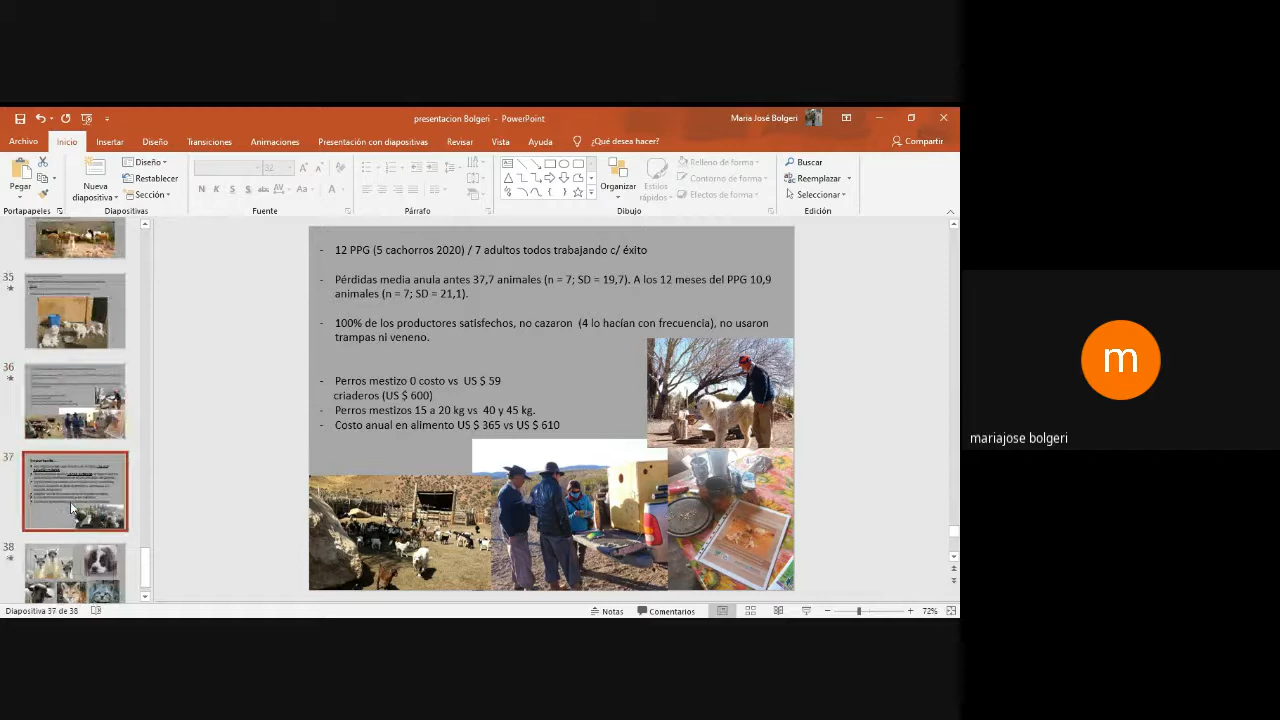 presentacion Bolgeri - PowerPoint
Maria José Bolgeri
Archivo
Inicio
Insertar
Diseño
Transiciones
Animaciones
Presentación con diapositivas
Revisar
Vista
Ayuda
¿Qué desea hacer?
Compartir
Pegar
Nueva
diapositiva
Diseño
Restablecer
Sección
32
N K S S abc AV Aa A
Organizar
Estilos
rápidos
Relleno de forma
Contorno de forma
Efectos de forma
Buscar
Reemplazar
Seleccionar
Portapapeles
Diapositivas
Fuente
Párrafo
Dibujo
Edición
35
36
37
38
- 12 PPG (5 cachorros 2020) / 7 adultos todos trabajando c/ éxito
- Pérdidas media anula antes 37,7 animales (n = 7; SD = 19,7). A los 12 meses del PPG 10,9
animales (n = 7; SD = 21,1).
- 100% de los productores satisfechos, no cazaron (4 lo hacían con frecuencia), no usaron
trampas ni veneno.
- Perros mestizo 0 costo vs US $ 59
criaderos (US $ 600)
- Perros mestizos 15 a 20 kg vs 40 y 45 kg.
- Costo anual en alimento US $ 365 vs US $ 610
Diapositiva 37 de 38
Notas
Comentarios
72%
m
mariajose bolgeri